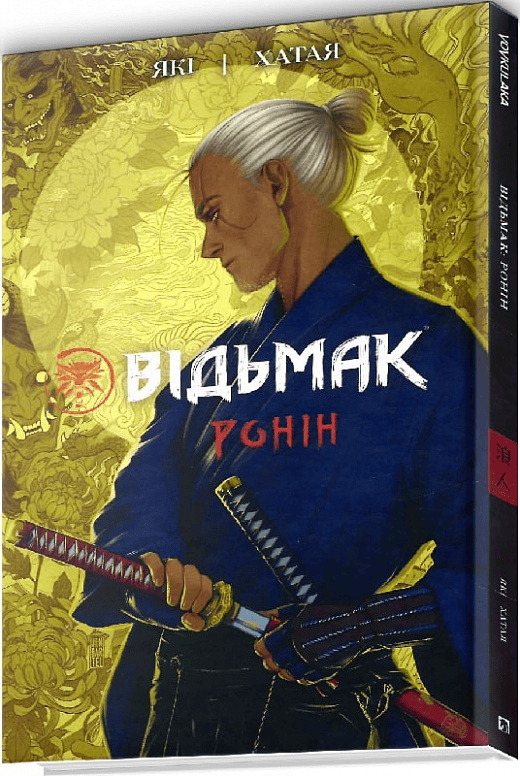 ЯКІ | ХАТАЯ
ВІДЬМАК
РОНІН
VOVKULAKA
ВІДЬМАК: РОНІН
浪人
ЯКІ ХАТАЯ